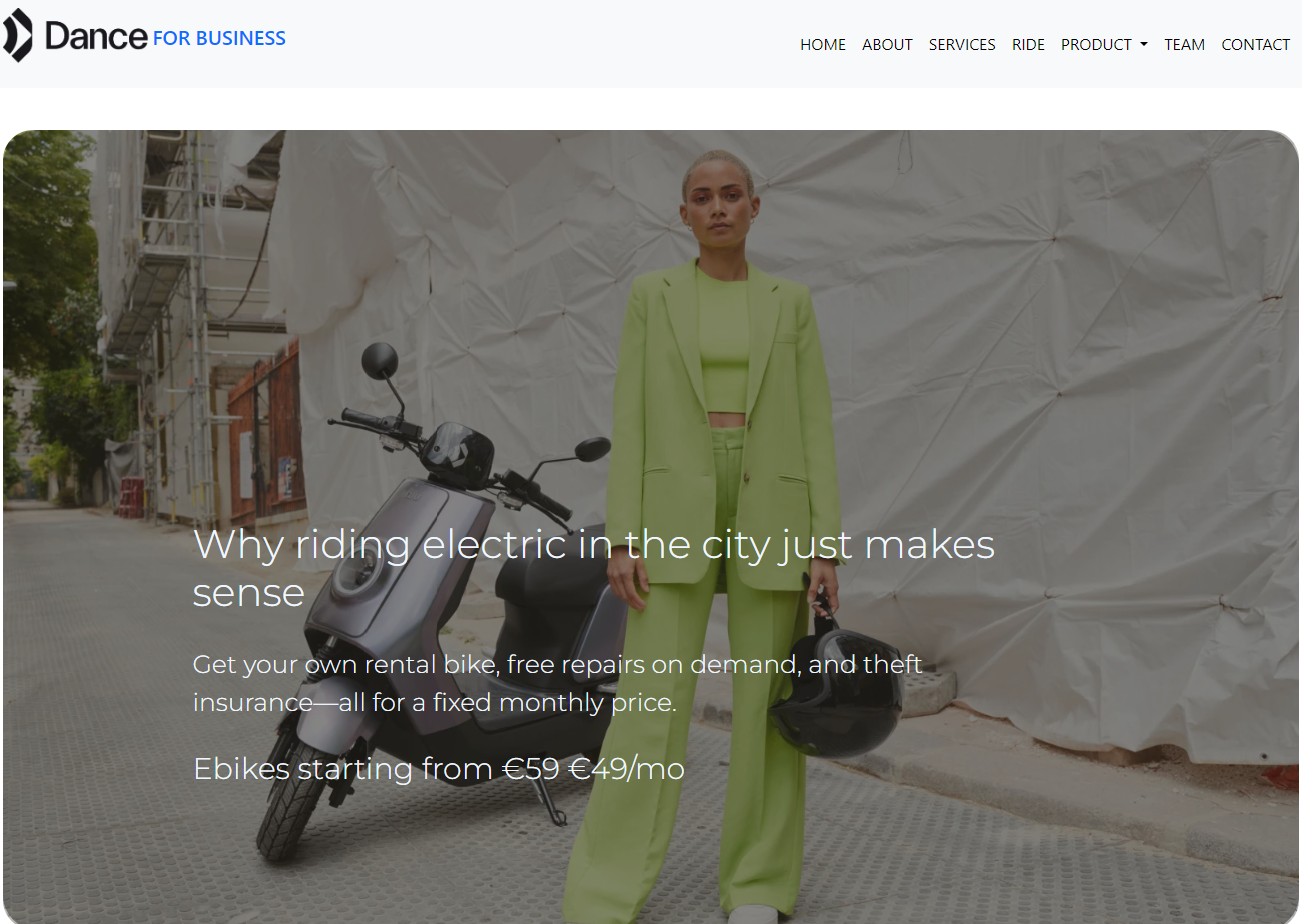 Dance FOR BUSINESS
HOME ABOUT SERVICES RIDE PRODUCT TEAM CONTACT
Why riding electric in the city just makes
sense
Get your own rental bike, free repairs on demand, and theft
insurance—all for a fixed monthly price.
Ebikes starting from €59 €49/mo